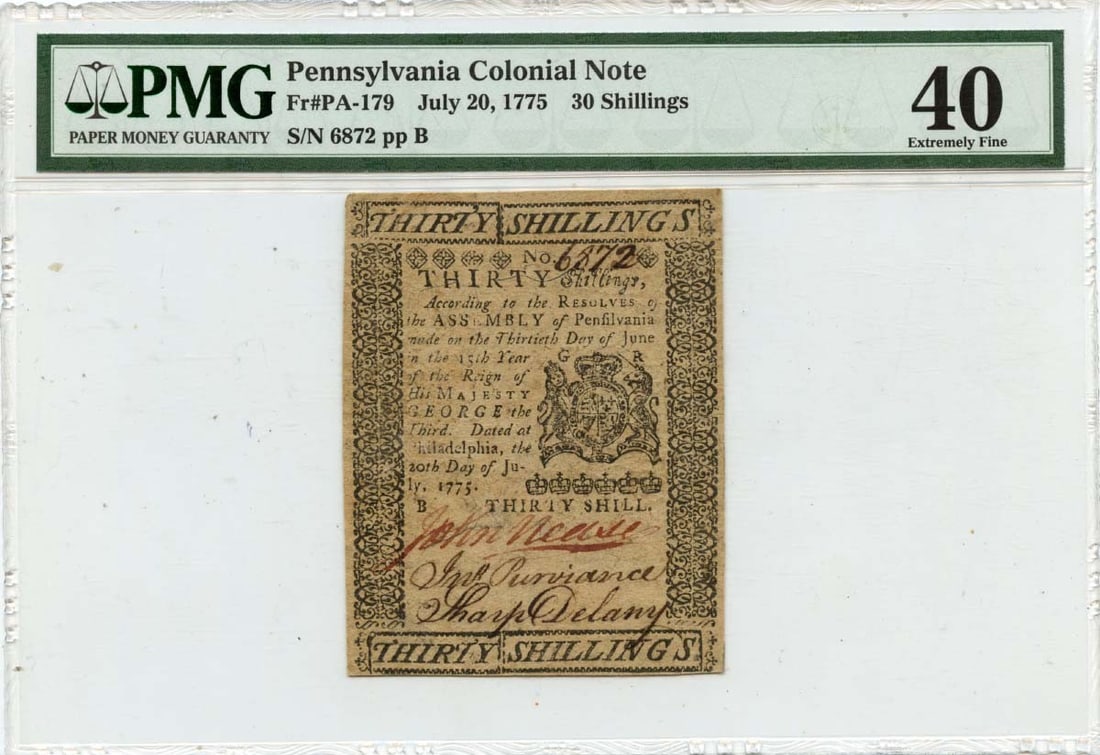 PMG
PAPER MONEY GUARANTY
Pennsylvania Colonial Note
Fr#PA-179 July 20, 1775 30 Shillings
S/N 6872 pp B
40
Extremely Fine
THIRTY SHILLINGS
No. 6872
THIRTY Shillings,
According to the RESOLVES of
the ASSEMBLY of Pensilvania
made on the Thirtieth Day of June
in the 15th Year
of the Reign of
His MAJESTY
GEORGE the
Third. Dated at
Philadelphia, the
20th Day of Ju-
ly, 1775.
G R
B THIRTY SHILL.
John Mease
Jnº Purviance
Sharp Delany
THIRTY SHILLINGS